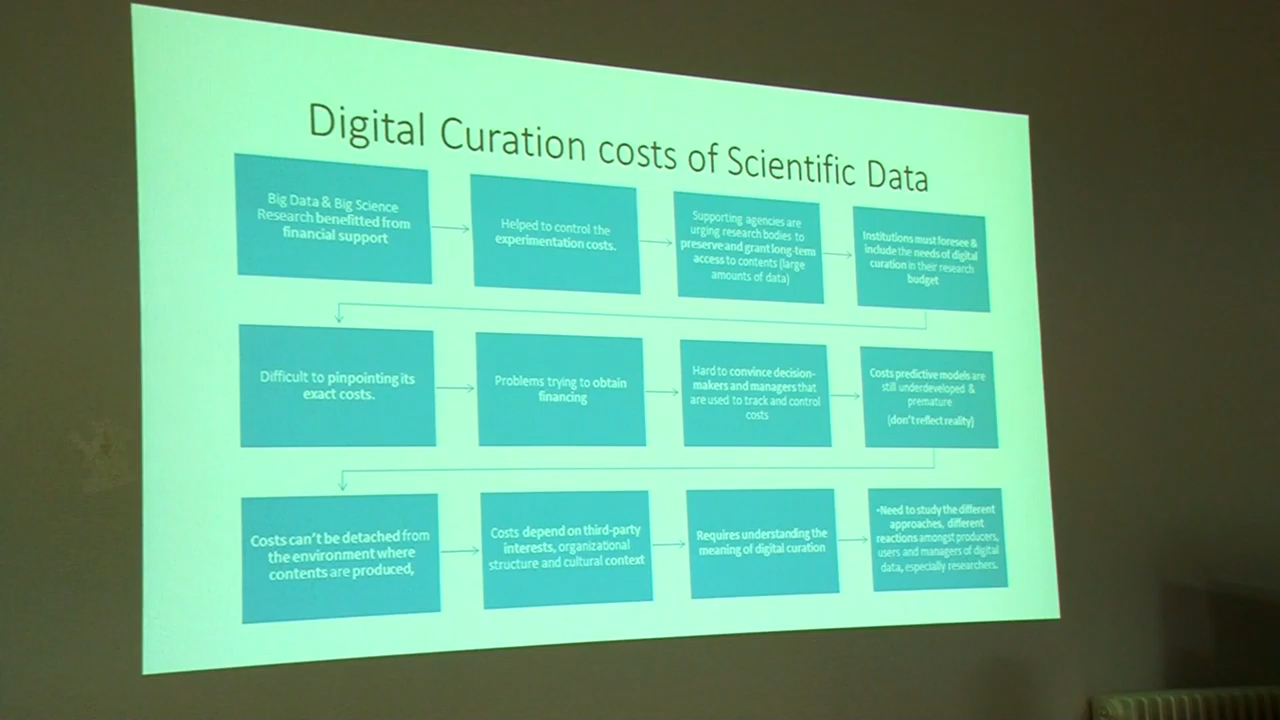 Digital Curation costs of Scientific Data
Big Data & Big Science
Research benefitted from
financial support
Helped to control the
experimentation costs.
Supporting agencies are
urging research bodies to
preserve and grant long-term
access to contents (large
amounts of data)
Institutions must foresee &
include the needs of digital
curation in their research
budget
Difficult to pinpointing its
exact costs.
Problems trying to obtain
financing
Hard to convince decision-
makers and managers that
are used to track and control
costs
Costs predictive models are
still underdeveloped &
premature
(don't reflect reality)
Costs can't be detached from
the environment where
contents are produced,
Costs depend on third-party
interests, organizational
structure and cultural context
Requires understanding the
meaning of digital curation
-Need to study the different
approaches, different
reactions amongst producers,
users and managers of digital
data, especially researchers.